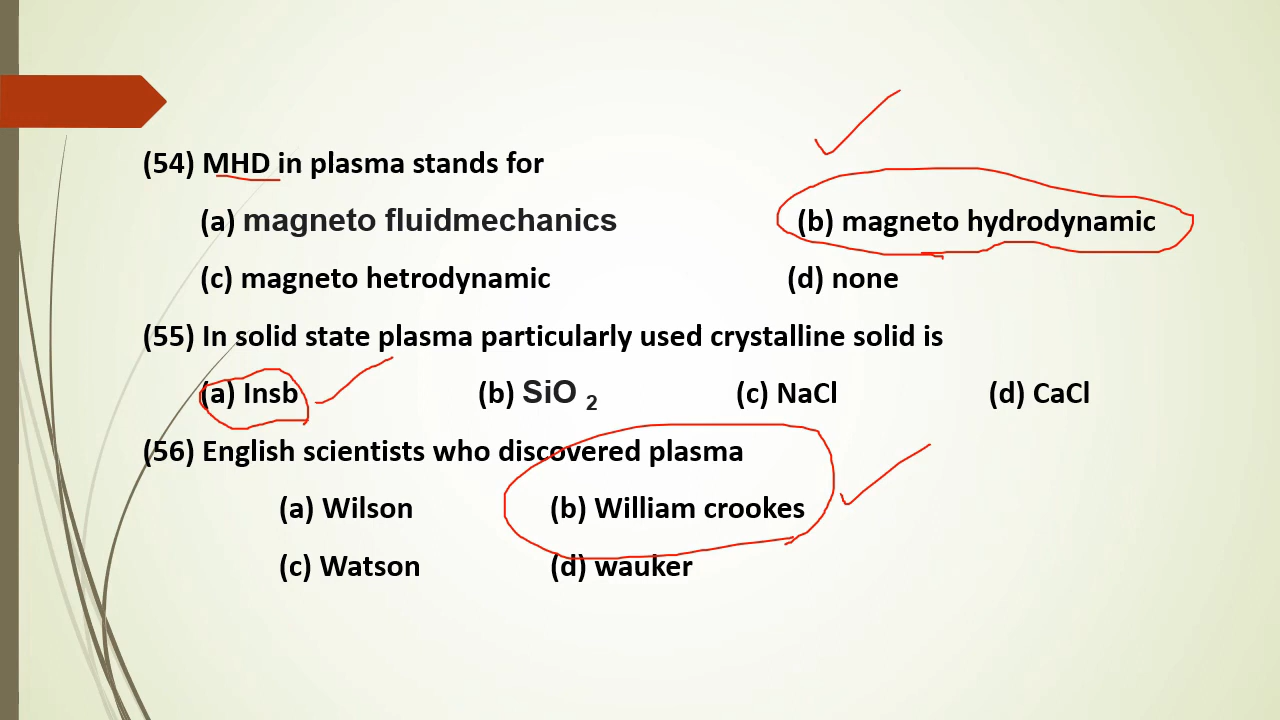 (54) MHD in plasma stands for
(a) magneto fluidmechanics (b) magneto hydrodynamic
(c) magneto hetrodynamic (d) none
(55) In solid state plasma particularly used crystalline solid is
(a) Insb (b) SiO 2 (c) NaCl (d) CaCl
(56) English scientists who discovered plasma
(a) Wilson (b) William crookes
(c) Watson (d) wauker